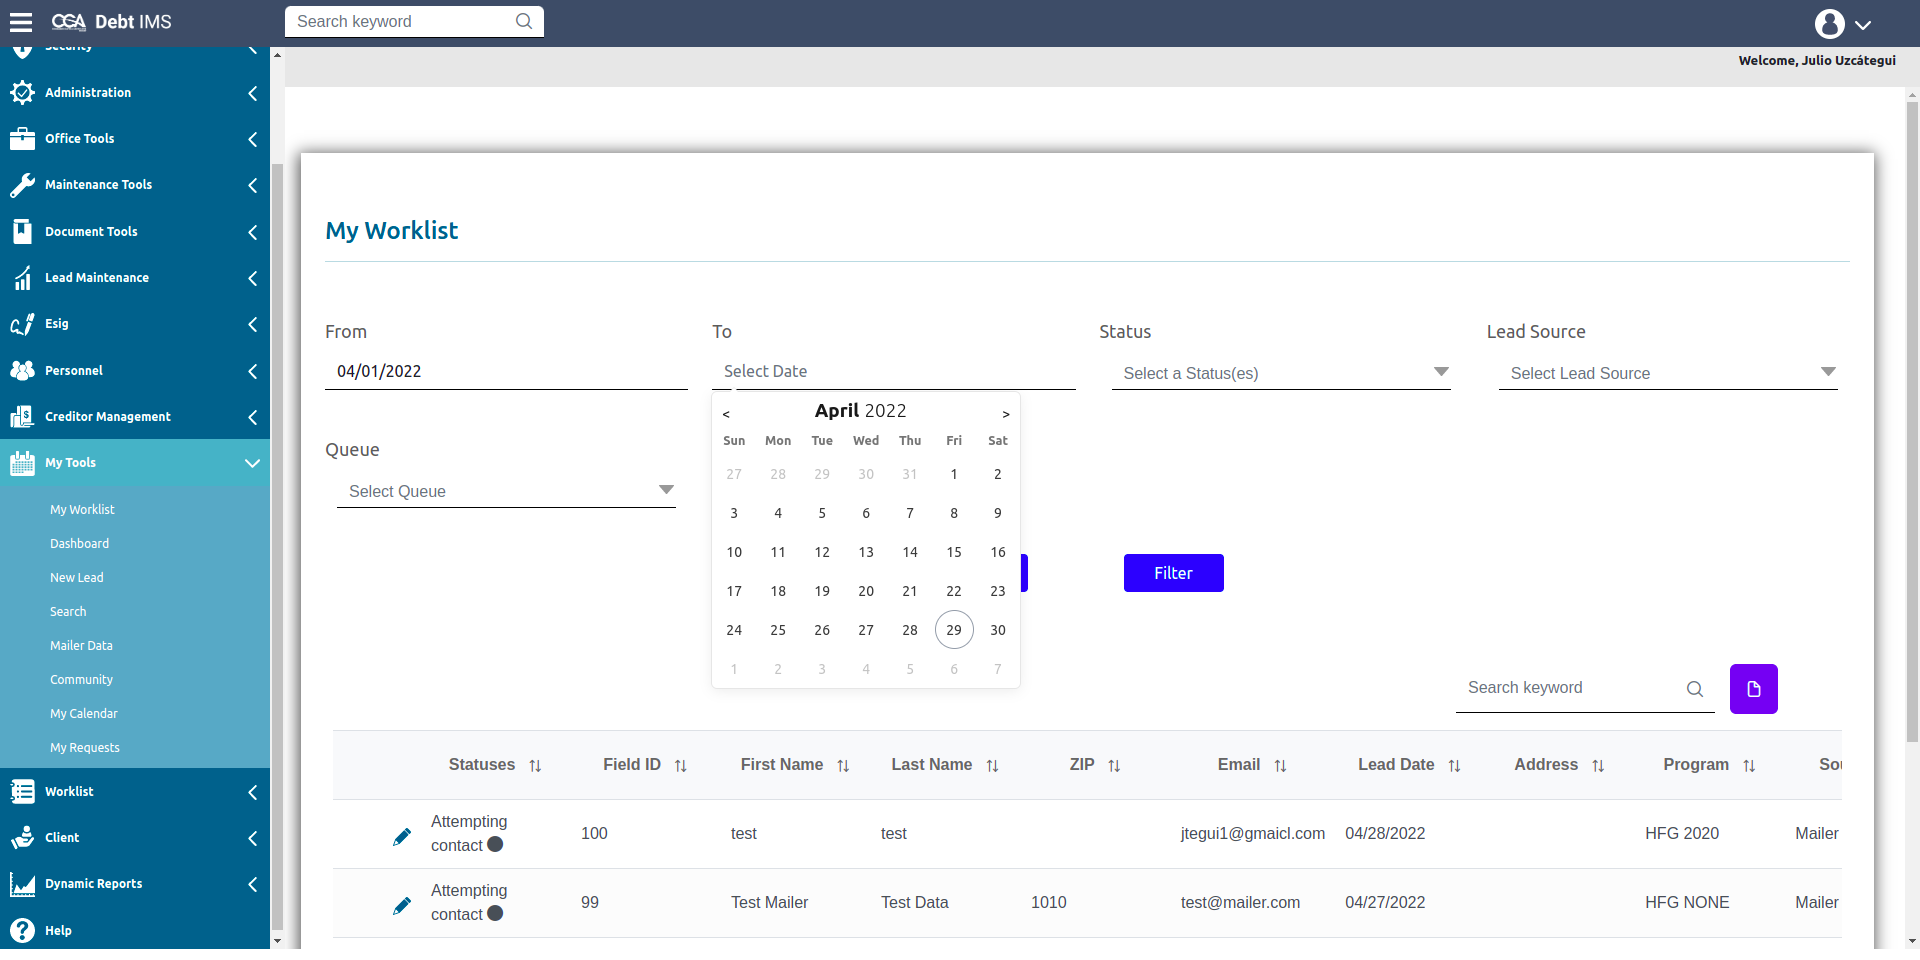 CGA Debt IMS
Search keyword
Welcome, Julio Uzcátegui
Security
Administration
Office Tools
Maintenance Tools
Document Tools
Lead Maintenance
Esig
Personnel
Creditor Management
My Tools
My Worklist
Dashboard
New Lead
Search
Mailer Data
Community
My Calendar
My Requests
Worklist
Client
Dynamic Reports
Help
My Worklist
From To Status Lead Source
04/01/2022 Select Date Select a Status(es) Select Lead Source
Queue
Select Queue
< April 2022 >
Sun Mon Tue Wed Thu Fri Sat
27 28 29 30 31 1 2
3 4 5 6 7 8 9
10 11 12 13 14 15 16
17 18 19 20 21 22 23
24 25 26 27 28 29 30
1 2 3 4 5 6 7
Filter
Search keyword
Statuses Field ID First Name Last Name ZIP Email Lead Date Address Program Sou
Attempting
contact 100 test test jtegui1@gmaicl.com 04/28/2022 HFG 2020 Mailer
Attempting
contact 99 Test Mailer Test Data 1010 test@mailer.com 04/27/2022 HFG NONE Mailer